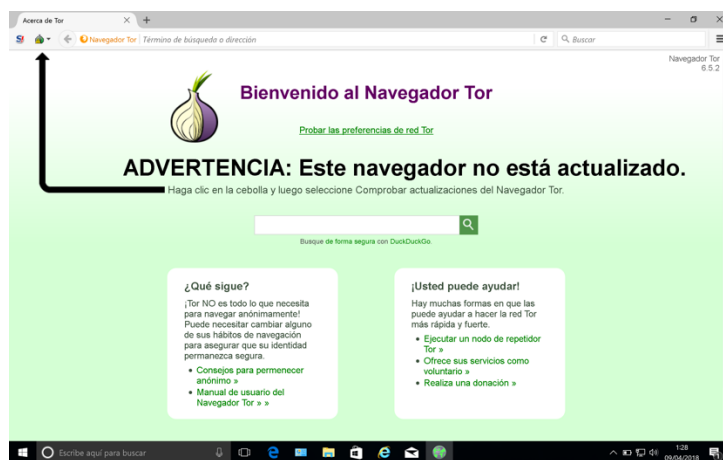 Acerca de Tor
Navegador Tor Término de búsqueda o dirección
Buscar
Navegador Tor
6.5.2
Bienvenido al Navegador Tor
Probar las preferencias de red Tor
ADVERTENCIA: Este navegador no está actualizado.
Haga clic en la cebolla y luego seleccione Comprobar actualizaciones del Navegador Tor.
Busque de forma segura con DuckDuckGo.
¿Qué sigue?
¡Tor NO es todo lo que necesita
para navegar anónimamente!
Puede necesitar cambiar alguno
de sus hábitos de navegación
para asegurar que su identidad
permanezca segura.
• Consejos para permenecer
anónimo »
• Manual de usuario del
Navegador Tor » »
¡Usted puede ayudar!
Hay muchas formas en que las
puede ayudar a hacer la red Tor
más rápida y fuerte.
• Ejecutar un nodo de repetidor
Tor »
• Ofrece sus servicios como
voluntario »
• Realiza una donación »
Escribe aquí para buscar
1:28
09/04/2018